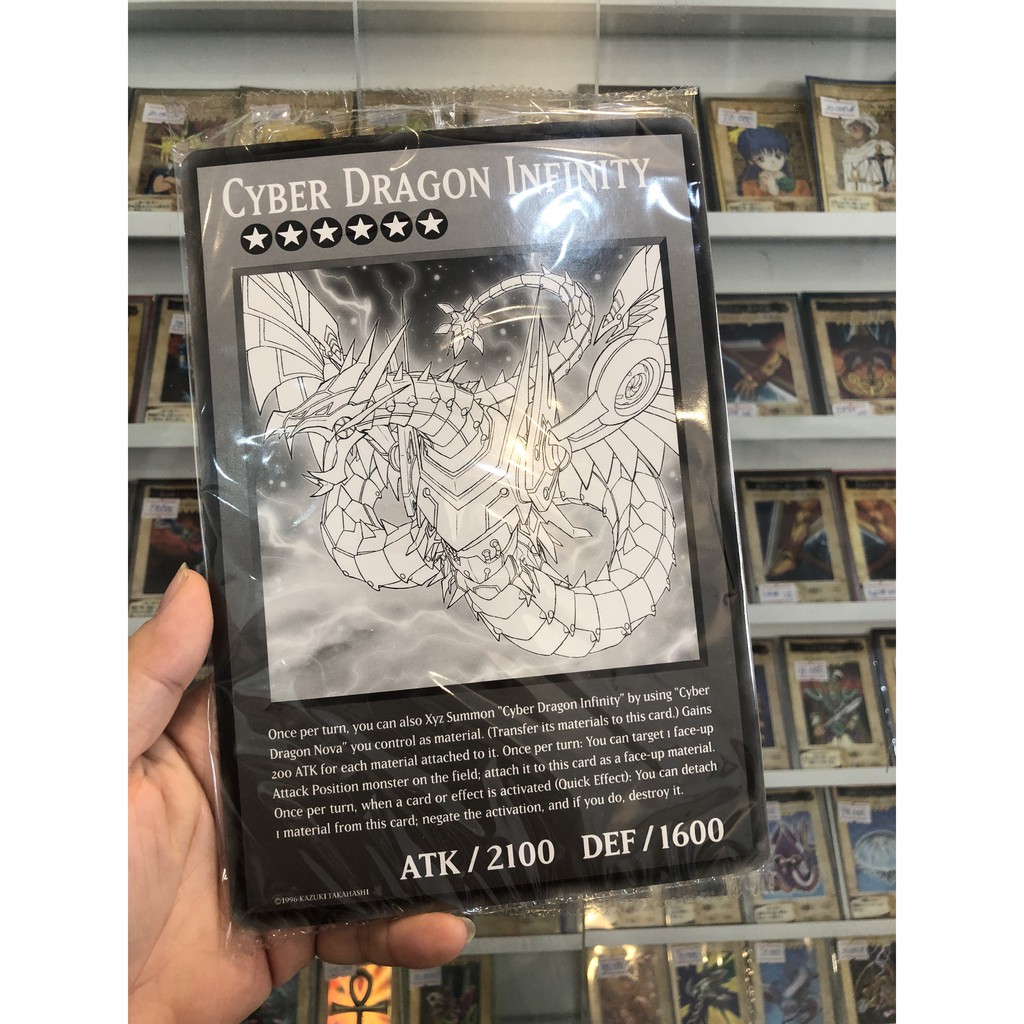 CYBER DRAGON INFINITY
Once per turn, you can also Xyz Summon "Cyber Dragon Infinity" by using "Cyber
Dragon Nova" you control as material. (Transfer its materials to this card.) Gains
200 ATK for each material attached to it. Once per turn: You can target 1 face-up
Attack Position monster on the field; attach it to this card as a face-up material.
Once per turn, when a card or effect is activated (Quick Effect): You can detach
1 material from this card; negate the activation, and if you do, destroy it.
ATK / 2100 DEF / 1600
©1996 KAZUKI TAKAHASHI